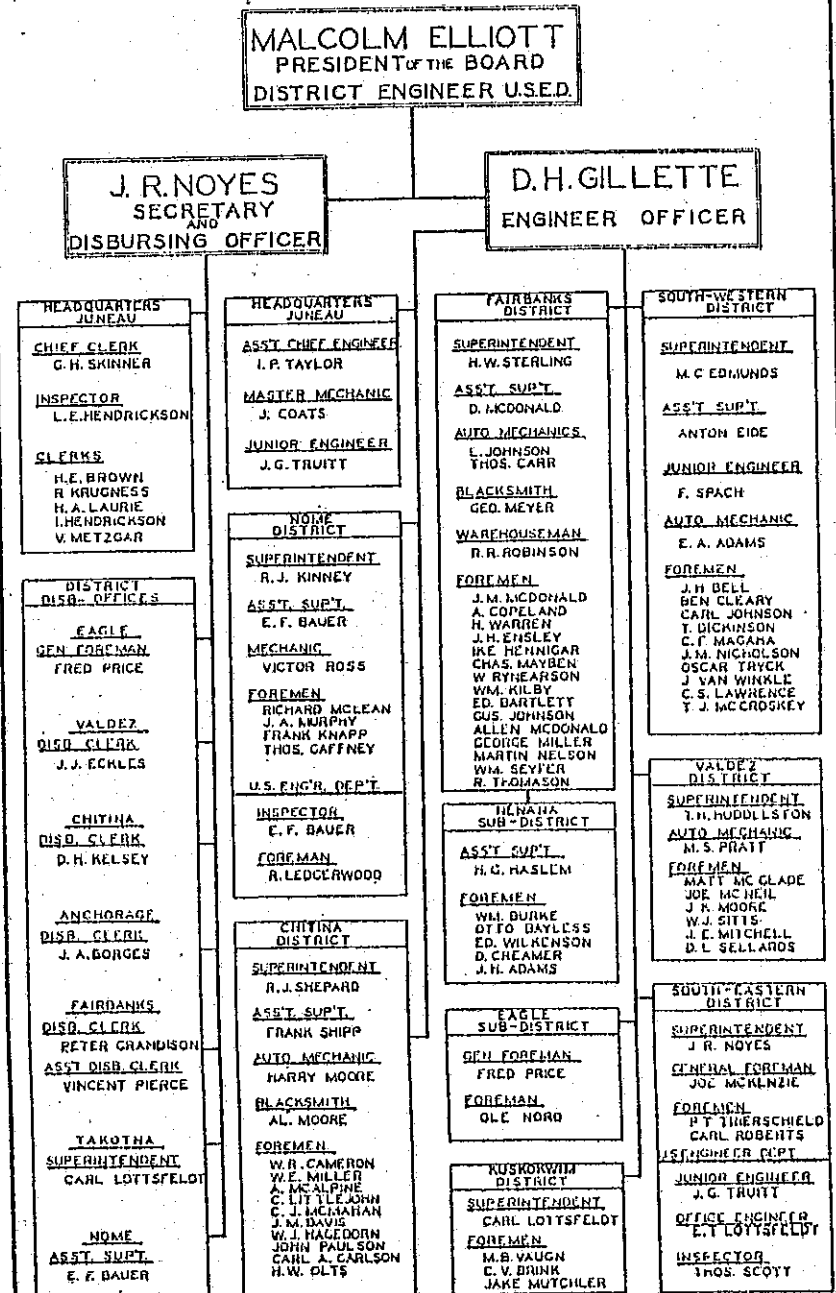 MALCOLM ELLIOTT
PRESIDENT OF THE BOARD
DISTRICT ENGINEER U.S.E.D.
J. R. NOYES
SECRETARY
AND
DISBURSING OFFICER
D. H. GILLETTE
ENGINEER OFFICER
HEADQUARTERS
JUNEAU
CHIEF CLERK
G. H. SKINNER
INSPECTOR
L. E. HENDRICKSON
CLERKS
H. E. BROWN
R KRUGNESS
H. A. LAURIE
I. HENDRICKSON
V. METZGAR
DISTRICT
DISB- OFFICES
EAGLE
GEN FOREMAN
FRED PRICE
VALDEZ
DISB. CLERK
J. J. ECKLES
CHITINA
DISB. CLERK
D. H. KELSEY
ANCHORAGE
DISB. CLERK
J. A. BORGES
FAIRBANKS
DISB. CLERK
PETER GRANDISON
ASST DISB. CLERK
VINCENT PIERCE
TAKOTNA
SUPERINTENDENT
CARL LOTTSFELDT
NOME
ASST. SUPT.
E. F. BAUER
HEADQUARTERS
JUNEAU
ASS'T CHIEF ENGINEER
I. P. TAYLOR
MASTER MECHANIC
J. COATS
JUNIOR ENGINEER
J. G. TRUITT
NOME
DISTRICT
SUPERINTENDENT
R. J. KINNEY
ASS'T. SUP'T.
E. F. BAUER
MECHANIC
VICTOR ROSS
FOREMEN
RICHARD MCLEAN
J. A. MURPHY
FRANK KNAPP
THOS. GAFFNEY
U.S. ENG'R. DEP'T.
INSPECTOR
E. F. BAUER
FOREMAN
R. LEDGERWOOD
CHITINA
DISTRICT
SUPERINTENDENT
R. J. SHEPARD
ASS'T. SUP'T.
FRANK SHIPP
AUTO MECHANIC
HARRY MOORE
BLACKSMITH
AL. MOORE
FOREMEN
W. R. CAMERON
W. E. MILLER
A. MCALPINE
C. LITTLEJOHN
C. J. MCMAHAN
J. M. DAVIS
W. J. HAGEDORN
JOHN PAULSON
CARL A. CARLSON
H. W. OLTS
FAIRBANKS
DISTRICT
SUPERINTENDENT
H. W. STERLING
ASS'T. SUP'T.
D. MCDONALD
AUTO MECHANICS
L. JOHNSON
THOS. CARR
BLACKSMITH
GEO. MEYER
WAREHOUSEMAN
R. R. ROBINSON
FOREMEN
J. M. MCDONALD
A. COPELAND
H. WARREN
J. H. ENSLEY
IKE HENNIGAR
CHAS. MAYBEN
W RYNEARSON
WM. KILBY
ED. BARTLETT
GUS. JOHNSON
ALLEN MCDONALD
GEORGE MILLER
MARTIN NELSON
WM. SEYFER
R. THOMASON
NENANA
SUB-DISTRICT
ASS'T SUP'T
H. G. HASLEM
FOREMEN
WM. BURKE
OTTO BAYLESS
ED. WILKENSON
D. CREAMER
J. H. ADAMS
EAGLE
SUB-DISTRICT
GEN FOREMAN
FRED PRICE
FOREMAN
OLE NORD
KUSKOKWIM
DISTRICT
SUPERINTENDENT
CARL LOTTSFELDT
FOREMEN
M. B. VAUGN
C. V. BRINK
JAKE MUTCHLER
SOUTH-WESTERN
DISTRICT
SUPERINTENDENT
M. C EDMUNDS
ASS'T SUP'T
ANTON EIDE
JUNIOR ENGINEER
F. SPACH
AUTO MECHANIC
E. A. ADAMS
FOREMEN
J. H BELL
BEN CLEARY
CARL JOHNSON
T. DICKINSON
C. F. MAGAHA
J. M. NICHOLSON
OSCAR TRYCK
J VAN WINKLE
C. S. LAWRENCE
T. J. MCCROSKEY
VALDEZ
DISTRICT
SUPERINTENDENT
T. H. HUDDLESTON
AUTO MECHANIC
M. S. PRATT
FOREMEN
MATT MC GLADE
JOE MC NEIL
J K MOORE
W. J. SITTS
J. E. MITCHELL
D. L SELLARDS
SOUTH-EASTERN
DISTRICT
SUPERINTENDENT
J R. NOYES
GENERAL FOREMAN
JOE MCKENZIE
FOREMEN
P T THERSCHIELD
CARL ROBERTS
US ENGINEER DEPT
JUNIOR ENGINEER
J. G. TRUITT
OFFICE ENGINEER
E. T LOTTSFELDT
INSPECTOR
THOS. SCOTT